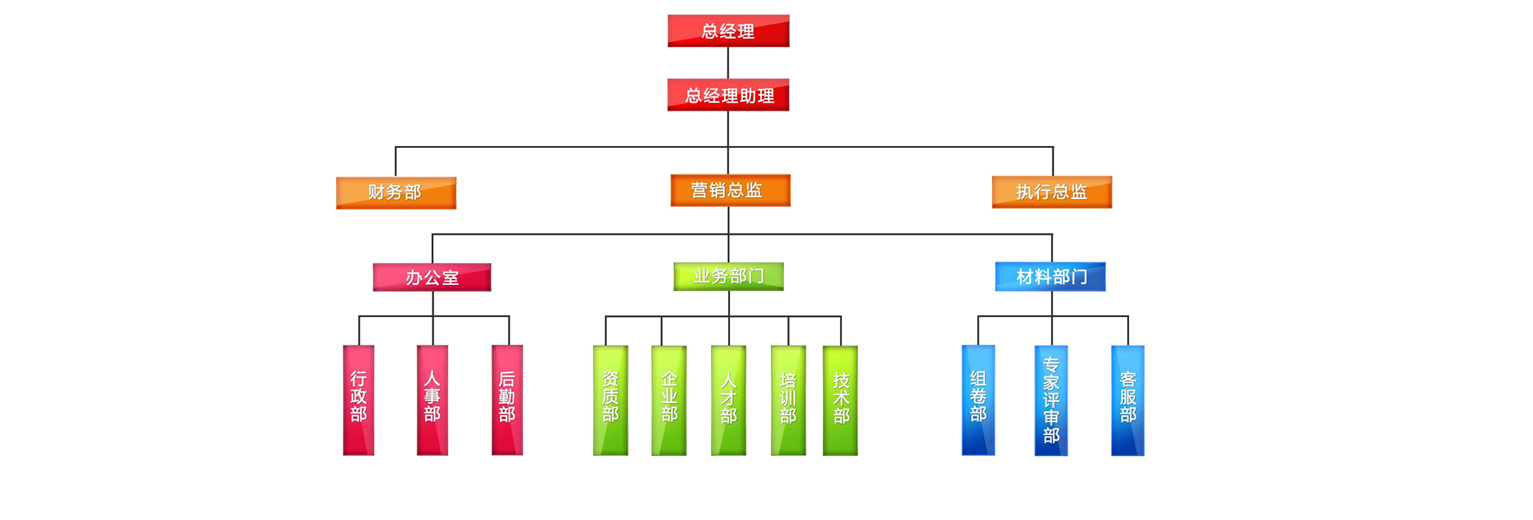 总经理
总经理助理
财务部
营销总监
执行总监
办公室
业务部门
材料部门
行政部
人事部
后勤部
资质部
企业部
人才部
培训部
技术部
组卷部
专家评审部
客服部